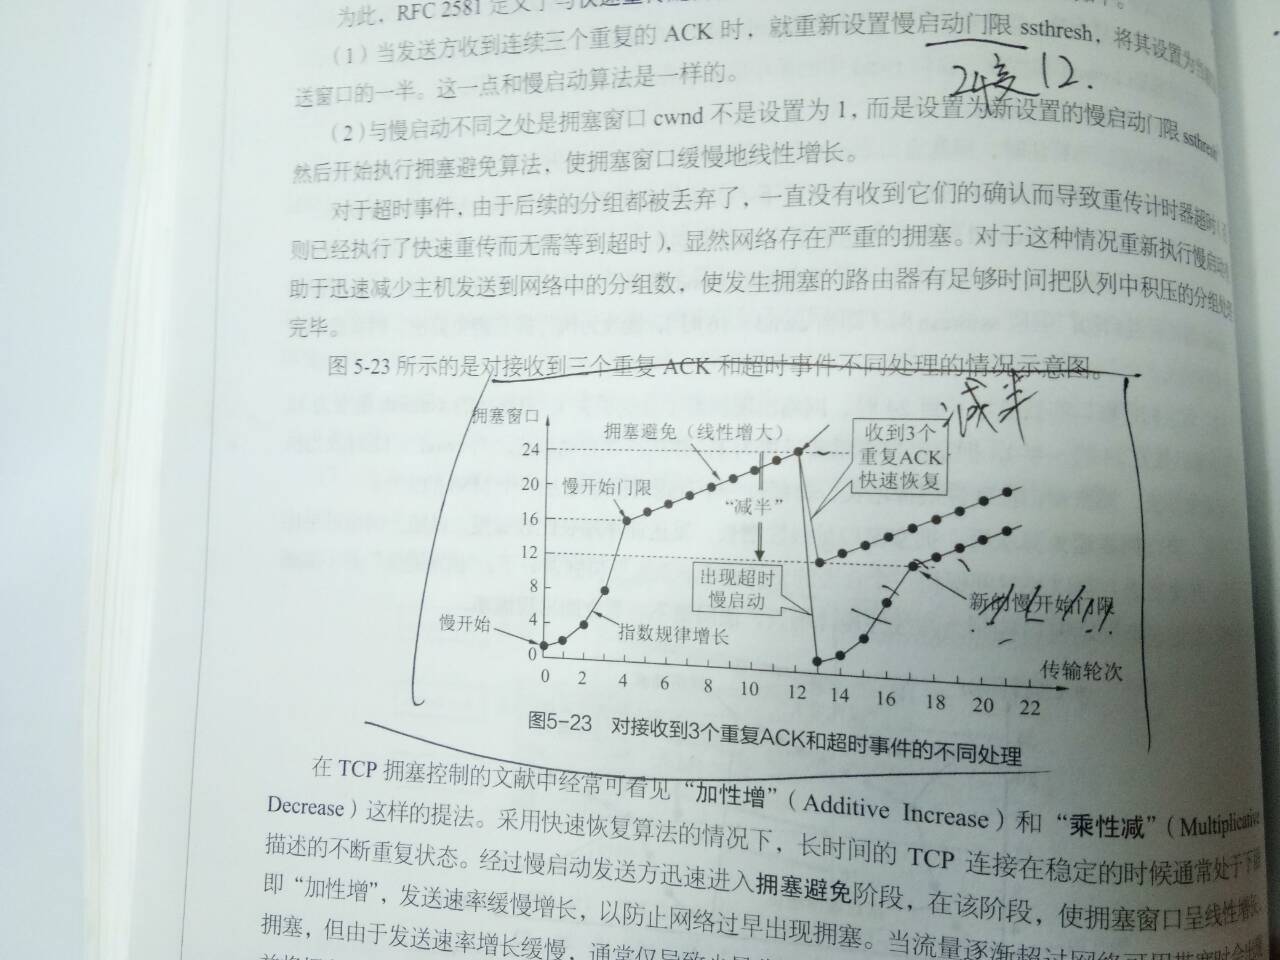 为此，RFC 2581 定义了与快速重
（1）当发送方收到连续三个重复的 ACK 时，就重新设置慢启动门限 ssthresh，将其设置为当前
送窗口的一半。这一点和慢启动算法是一样的。
24变12.
（2）与慢启动不同之处是拥塞窗口 cwnd 不是设置为 1，而是设置为新设置的慢启动门限 ssthresh
然后开始执行拥塞避免算法，使拥塞窗口缓慢地线性增长。
对于超时事件，由于后续的分组都被丢弃了，一直没有收到它们的确认而导致重传计时器超时（
则已经执行了快速重传而无需等到超时），显然网络存在严重的拥塞。对于这种情况重新执行慢启动
助于迅速减少主机发送到网络中的分组数，使发生拥塞的路由器有足够时间把队列中积压的分组处理
完毕。
图 5-23 所示的是对接收到三个重复 ACK 和超时事件不同处理的情况示意图。
减半
拥塞窗口
拥塞避免（线性增大）
收到3个
重复ACK
快速恢复
24
20
16
12
8
4
0
慢开始门限
“减半”
出现超时
慢启动
新的慢开始门限
慢开始
指数规律增长
传输轮次
0 2 4 6 8 10 12 14 16 18 20 22
图5-23 对接收到3个重复ACK和超时事件的不同处理
在 TCP 拥塞控制的文献中经常可看见“加性增”（Additive Increase）和“乘性减”（Multiplicative
Decrease）这样的提法。采用快速恢复算法的情况下，长时间的 TCP 连接在稳定的时候通常处于下面
描述的不断重复状态。经过慢启动发送方迅速进入拥塞避免阶段，在该阶段，使拥塞窗口呈线性增长，
即“加性增”，发送速率缓慢增长，以防止网络过早出现拥塞。当流量逐渐超过网络可用带宽时会出现
拥塞，但由于发送速率增长缓慢，通常仅导致